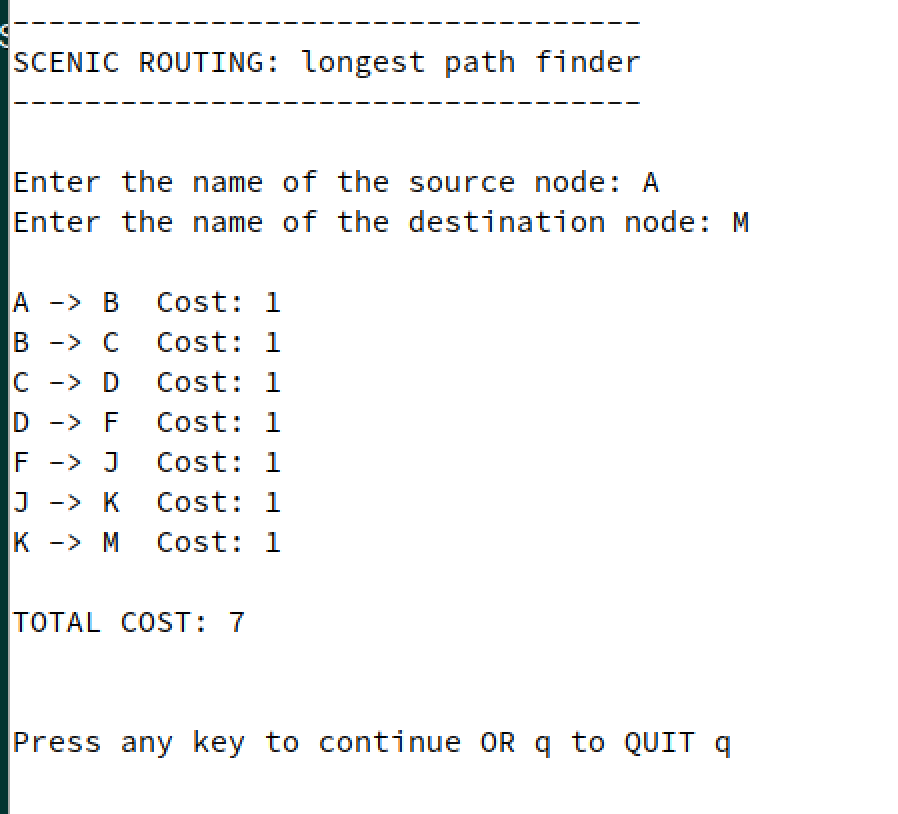 -----------------------------------
SCENIC ROUTING: longest path finder
-----------------------------------
Enter the name of the source node: A
Enter the name of the destination node: M
A -> B  Cost: 1
B -> C  Cost: 1
C -> D  Cost: 1
D -> F  Cost: 1
F -> J  Cost: 1
J -> K  Cost: 1
K -> M  Cost: 1
TOTAL COST: 7
Press any key to continue OR q to QUIT q